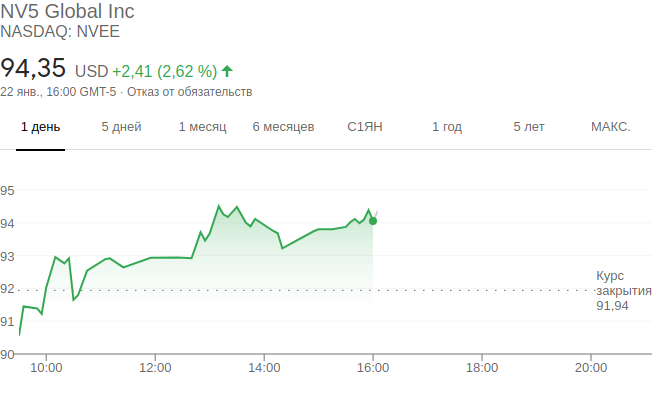 NV5 Global Inc
NASDAQ: NVEE
94,35 USD +2,41 (2,62 %)
22 янв., 16:00 GMT-5 · Отказ от обязательств
1 день 5 дней 1 месяц 6 месяцев С1ЯН 1 год 5 лет МАКС.
95
94
93
Курс
92 закрытия
91,94
91
90
10:00 12:00 14:00 16:00 18:00 20:00